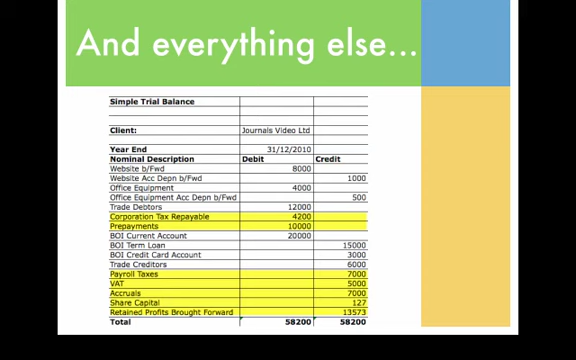 And everything else...
Simple Trial Balance
Client: Journals Video Ltd
Year End 31/12/2010
Nominal Description Debit Credit
Website b/Fwd 8000
Website Acc Depn b/Fwd 1000
Office Equipment 4000
Office Equipment Acc Depn b/Fwd 500
Trade Debtors 12000
Corporation Tax Repayable 4200
Prepayments 10000
BOI Current Account 20000
BOI Term Loan 15000
BOI Credit Card Account 3000
Trade Creditors 6000
Payroll Taxes 7000
VAT 5000
Accruals 7000
Share Capital 127
Retained Profits Brought Forward 13573
Total 58200 58200